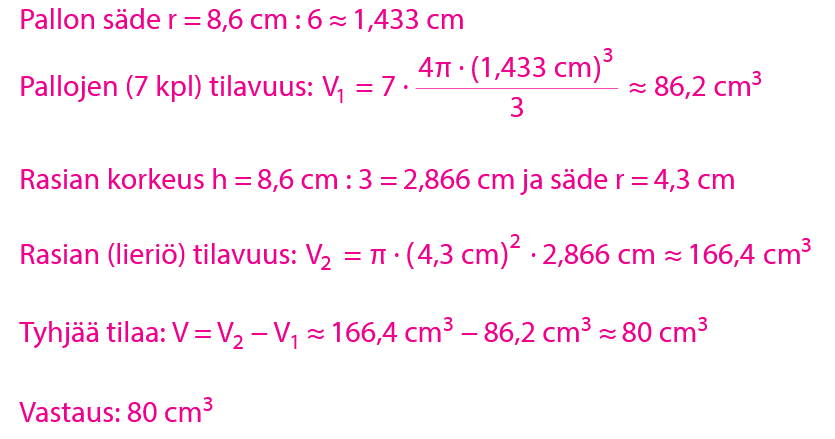 Pallon säde r = 8,6 cm : 6 ≈ 1,433 cm
Pallojen (7 kpl) tilavuus: V₁ = 7 · 4π · (1,433 cm)³ / 3 ≈ 86,2 cm³
Rasian korkeus h = 8,6 cm : 3 = 2,866 cm ja säde r = 4,3 cm
Rasian (lieriö) tilavuus: V₂ = π · (4,3 cm)² · 2,866 cm ≈ 166,4 cm³
Tyhjää tilaa: V = V₂ − V₁ ≈ 166,4 cm³ − 86,2 cm³ ≈ 80 cm³
Vastaus: 80 cm³